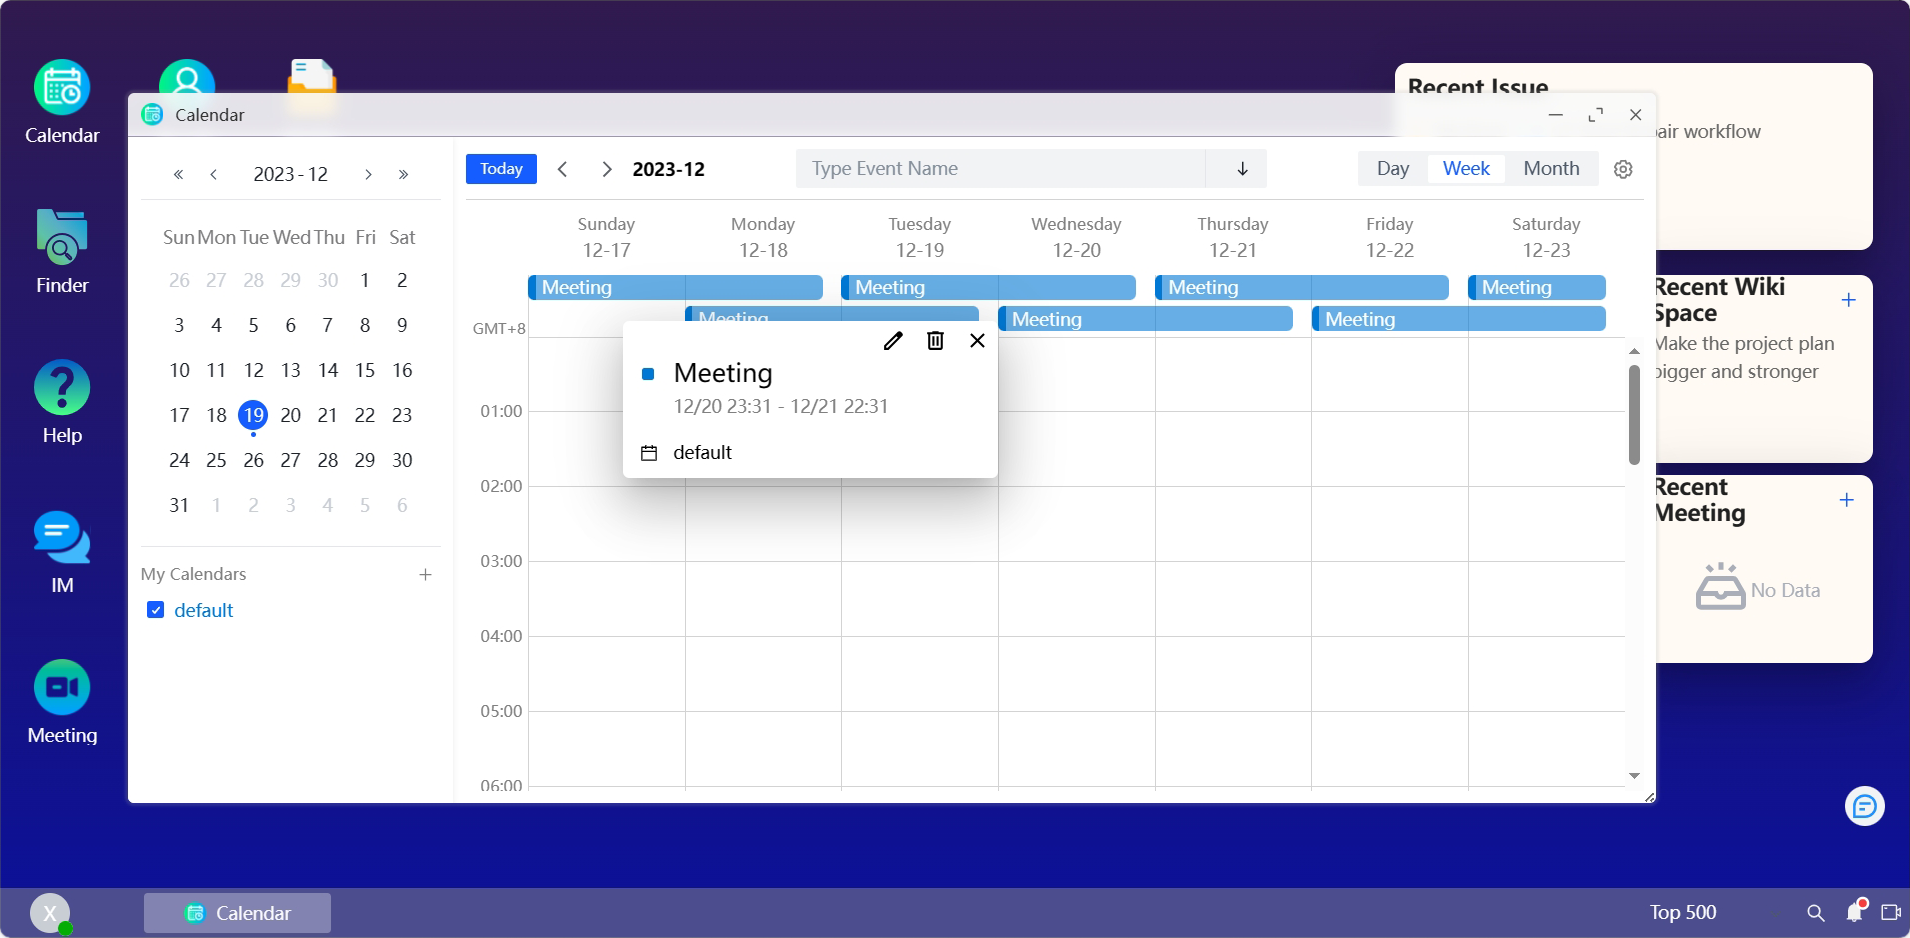 Calendar
Finder
Help
IM
Meeting
Calendar
Recent Issue
air workflow
Recent Wiki
Space
Make the project plan
bigger and stronger
Recent
Meeting
No Data
2023-12
Sun Mon Tue Wed Thu Fri Sat
26 27 28 29 30 1 2
3 4 5 6 7 8 9
10 11 12 13 14 15 16
17 18 19 20 21 22 23
24 25 26 27 28 29 30
31 1 2 3 4 5 6
My Calendars
default
Today
2023-12
Type Event Name
Day Week Month
Sunday Monday Tuesday Wednesday Thursday Friday Saturday
12-17 12-18 12-19 12-20 12-21 12-22 12-23
Meeting Meeting Meeting Meeting
Meeting Meeting Meeting
GMT+8
Meeting
12/20 23:31 - 12/21 22:31
default
01:00
02:00
03:00
04:00
05:00
06:00
X
Calendar
Top 500